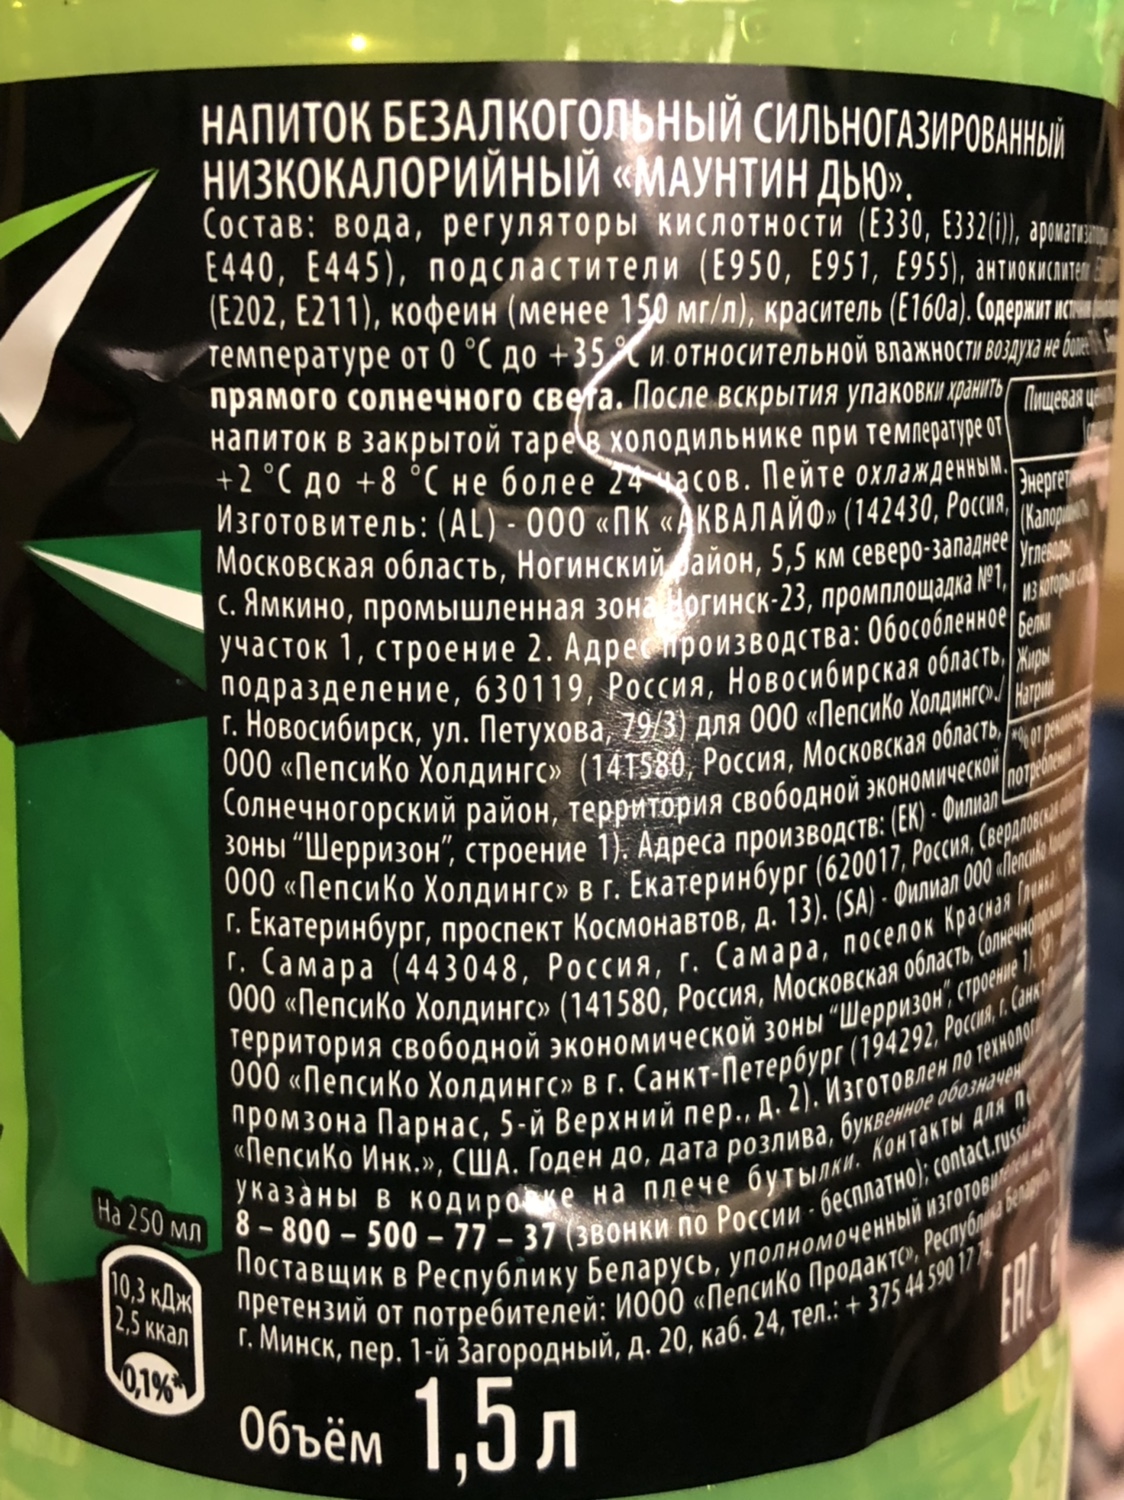 НАПИТОК БЕЗАЛКОГОЛЬНЫЙ СИЛЬНОГАЗИРОВАННЫЙ
НИЗКОКАЛОРИЙНЫЙ «МАУНТИН ДЬЮ».
Состав: вода, регуляторы кислотности (Е330, Е332(i)),
Е440, Е445), подсластители (Е950, Е951, Е955),
(Е202, Е211), кофеин (менее 150 мг/л), краситель (Е160а). Содержит
температуре от 0 °С до +35 °С и относительной влажности воздуха не более
прямого солнечного света. После вскрытия упаковки хранить
напиток в закрытой таре в холодильнике при температуре от
+2 °С до +8 °С не более 24 часов. Пейте охлажденным.
Изготовитель: (AL) - ООО «ПК «АКВАЛАЙФ» (142430, Россия,
Московская область, Ногинский район, 5,5 км северо-западнее
с. Ямкино, промышленная зона Ногинск-23, промплощадка №1,
участок 1, строение 2. Адрес производства: Обособленное
подразделение, 630119, Россия, Новосибирская область,
г. Новосибирск, ул. Петухова, 79/3) для ООО «ПепсиКо Холдингс»./
ООО «ПепсиКо Холдингс» (141580, Россия, Московская область,
Солнечногорский район, территория свободной экономической
зоны "Шерризон", строение 1). Адреса производств: (ЕК) - Филиал
ООО «ПепсиКо Холдингс» в г. Екатеринбург (620017, Россия, Свердловская
г. Екатеринбург, проспект Космонавтов, д. 13). (SA) - Филиал ООО «ПепсиКо
г. Самара (443048, Россия, г. Самара, поселок Красная Глинка
ООО «ПепсиКо Холдингс» (141580, Россия, Московская область,
территория свободной экономической зоны "Шерризон", строение 1).
ООО «ПепсиКо Холдингс» в г. Санкт-Петербург (194292, Россия, г.
промзона Парнас, 5-й Верхний пер., д. 2). Изготовлен по
«ПепсиКо Инк.», США. Годен до, дата розлива, буквенное
указаны в кодировке на плече бутылки. Контакты для
8 – 800 – 500 – 77 – 37 (звонки по России - бесплатно);
Поставщик в Республику Беларусь, уполномоченный
претензий от потребителей: ИООО «ПепсиКо Продактс», Республика Беларусь
г. Минск, пер. 1-й Загородный, д. 20, каб. 24, тел.: + 375 44 590 17
Объём 1,5 л
На 250 мл
10,3 кДж
2,5 ккал
0,1%*
Пищевая
Углеводы
из которых
Белки
Жиры
Натрий
*% от
ЕАС